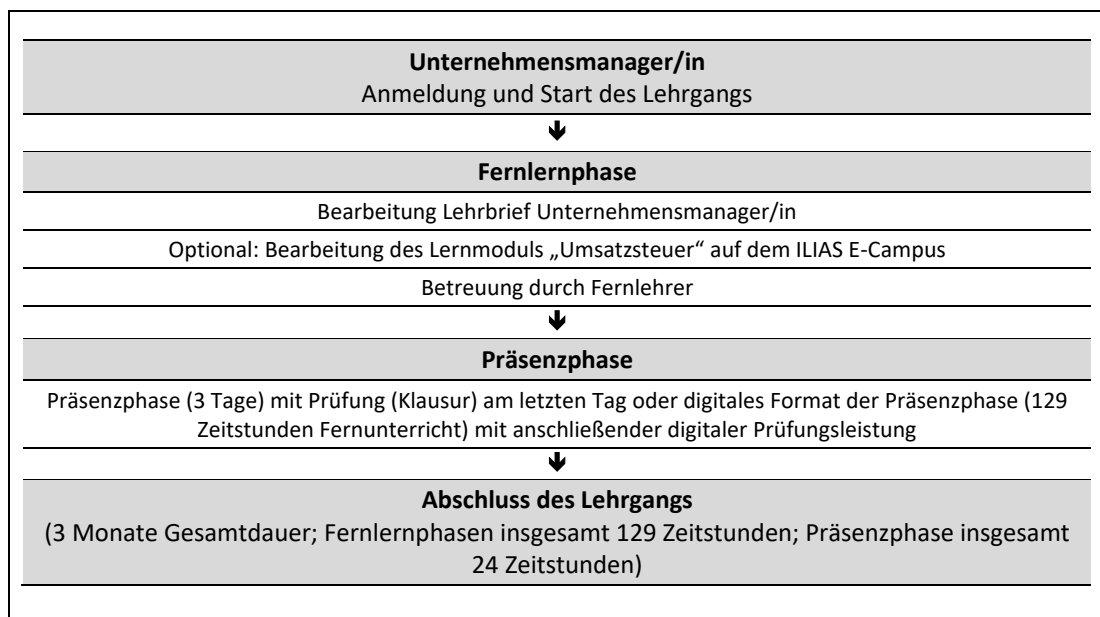 Unternehmensmanager/in
Anmeldung und Start des Lehrgangs
🡻
Fernlernphase
Bearbeitung Lehrbrief Unternehmensmanager/in
Optional: Bearbeitung des Lernmoduls „Umsatzsteuer“ auf dem ILIAS E-Campus
Betreuung durch Fernlehrer
🡻
Präsenzphase
Präsenzphase (3 Tage) mit Prüfung (Klausur) am letzten Tag oder digitales Format der Präsenzphase (129
Zeitstunden Fernunterricht) mit anschließender digitaler Prüfungsleistung
🡻
Abschluss des Lehrgangs
(3 Monate Gesamtdauer; Fernlernphasen insgesamt 129 Zeitstunden; Präsenzphase insgesamt
24 Zeitstunden)